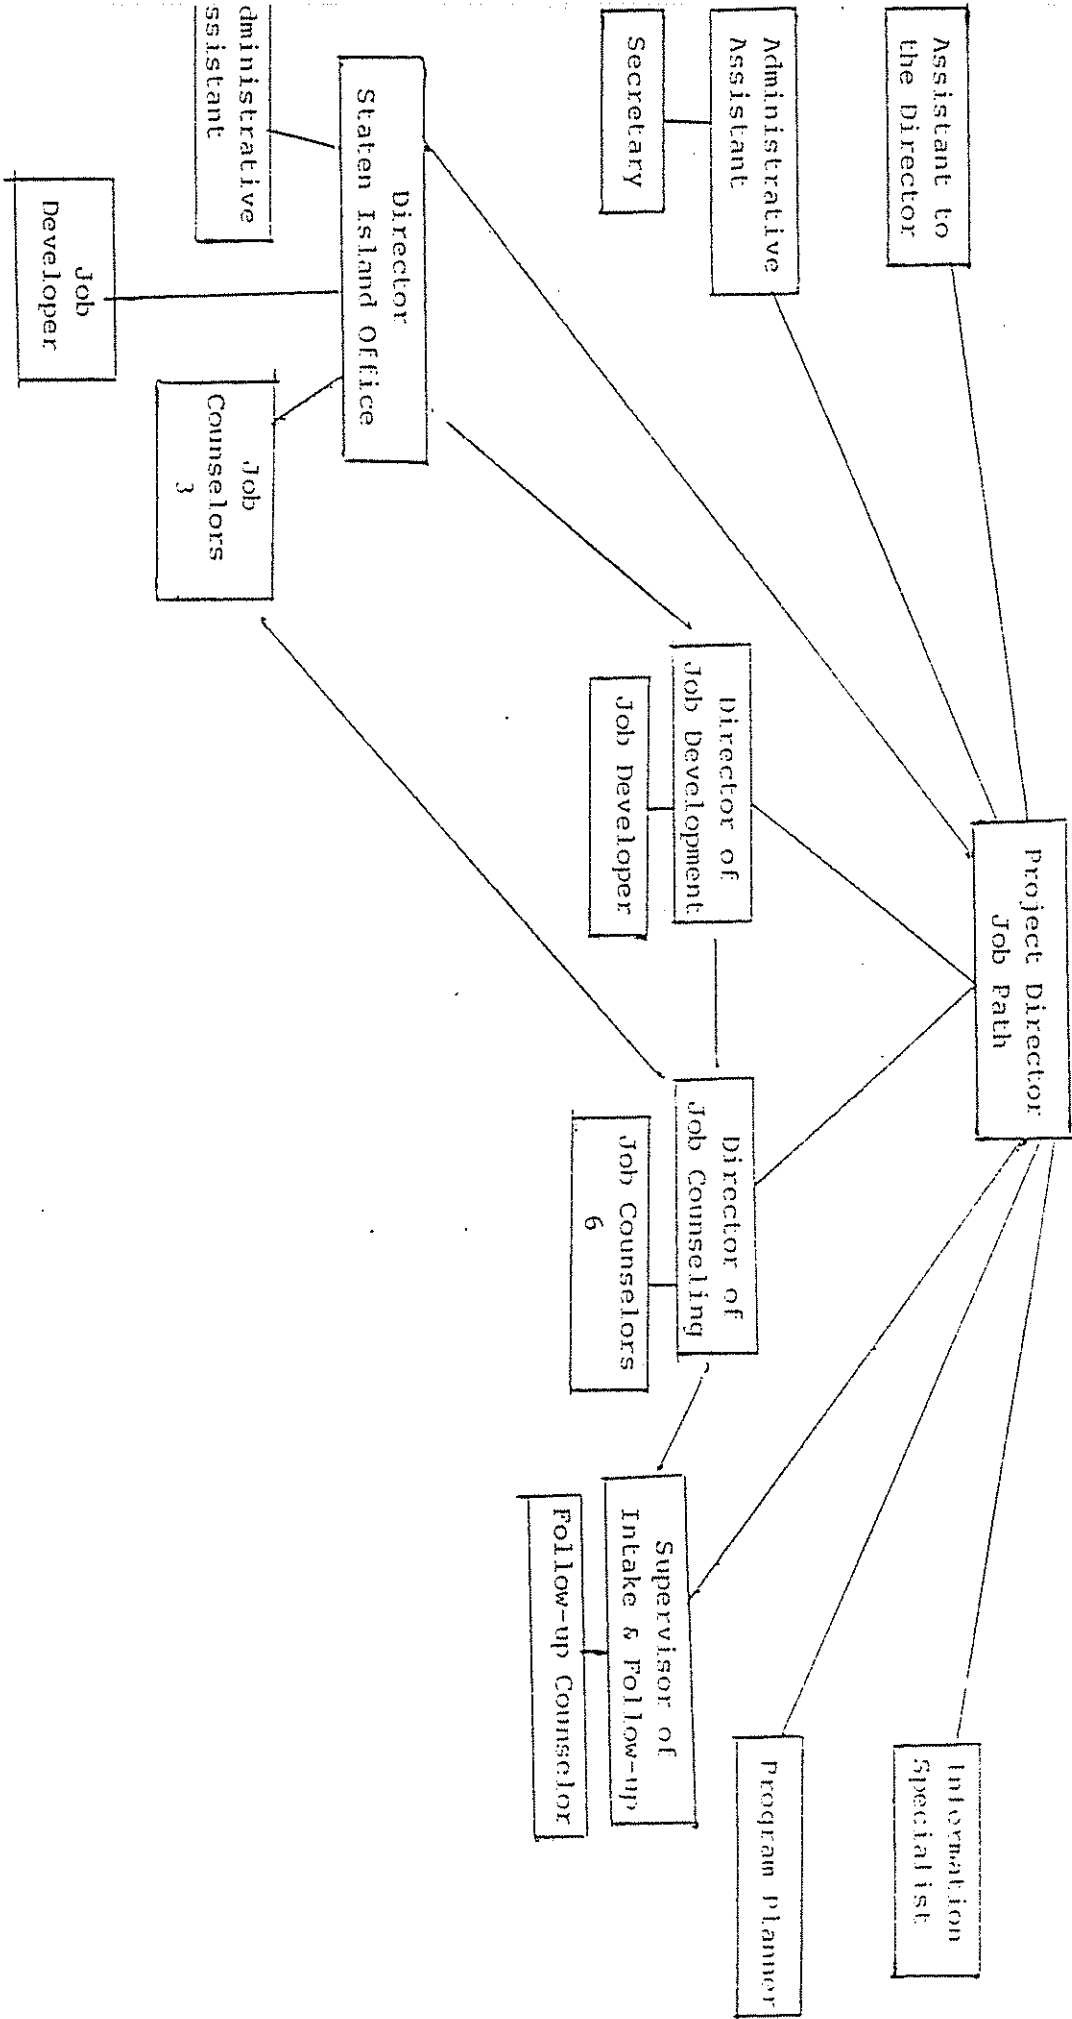 Project Director
Job Path
Assistant to
the Director
Administrative
Assistant
Secretary
Information
Specialist
Program Planner
Director of
Job Development
Job Developer
Director of
Job Counseling
Job Counselors
6
Supervisor of
Intake & Follow-up
Follow-up Counselor
Director
Staten Island Office
dministrative
ssistant
Job
Developer
Job
Counselors
3